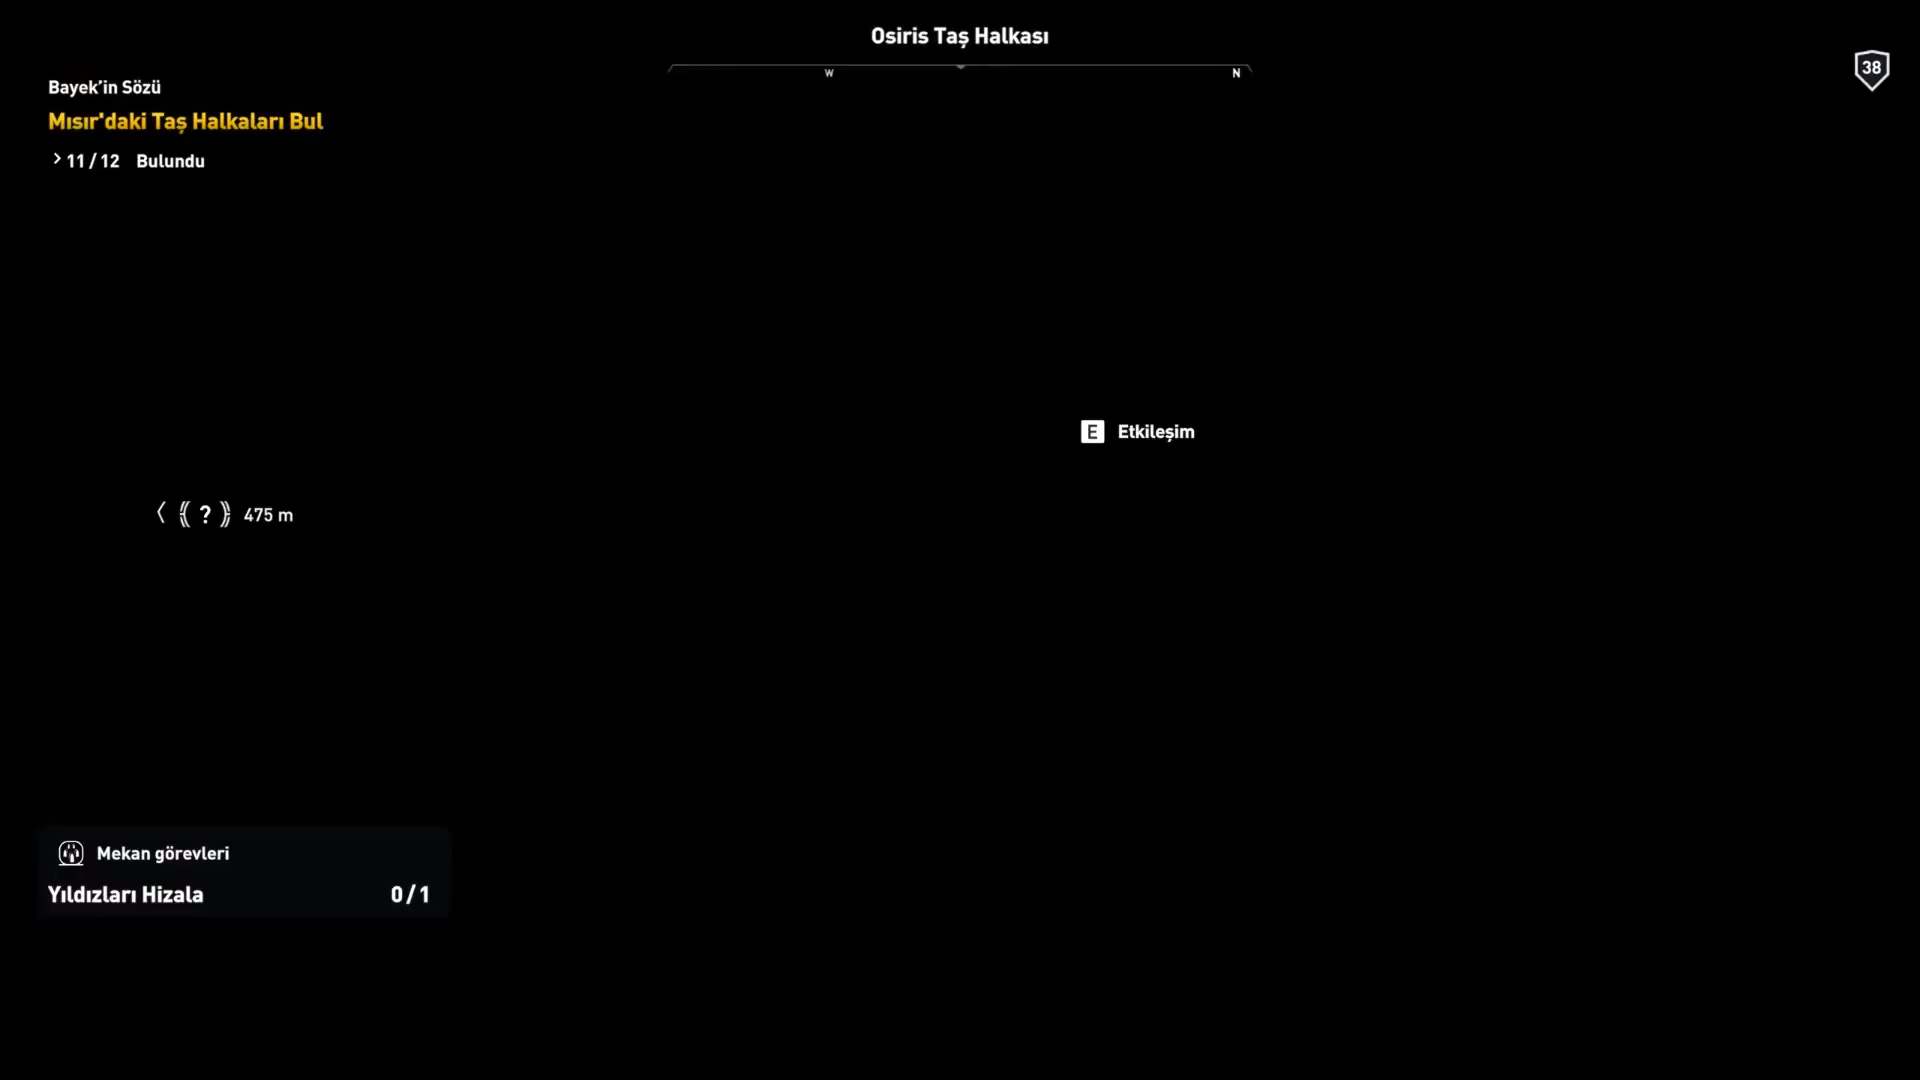 Osiris Taş Halkası
W
N
38
Bayek'in Sözü
Mısır'daki Taş Halkaları Bul
> 11 / 12 Bulundu
E Etkileşim
? 475 m
Mekan görevleri
Yıldızları Hizala 0 / 1